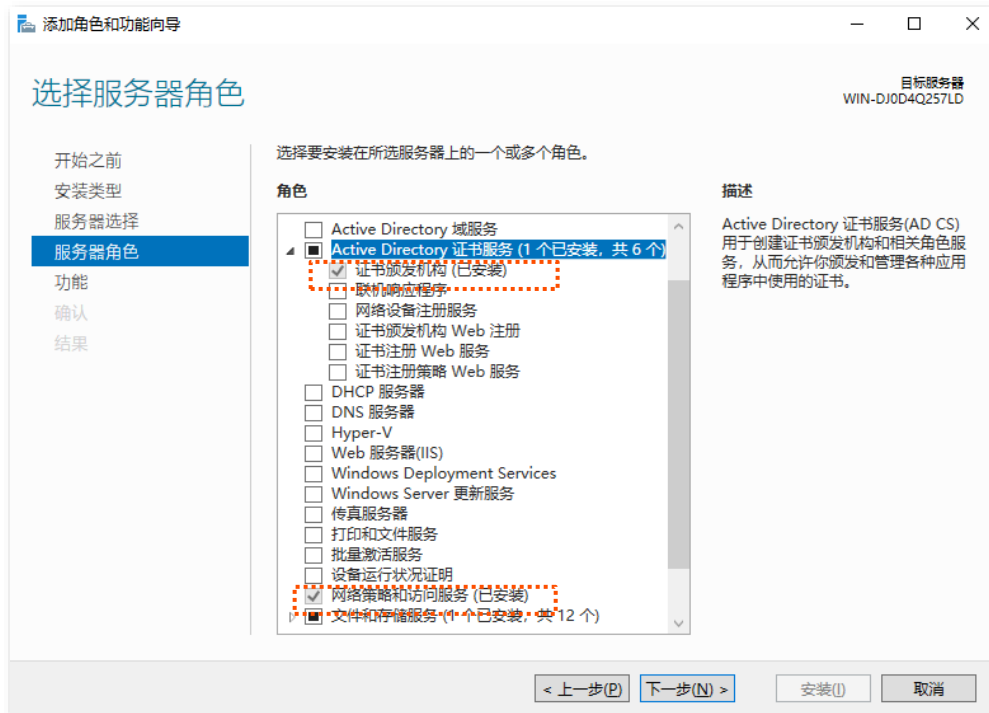 添加角色和功能向导
选择服务器角色
目标服务器
WIN-DJ0D4Q257LD
开始之前
安装类型
服务器选择
服务器角色
功能
确认
结果
选择要安装在所选服务器上的一个或多个角色。
角色
Active Directory 域服务
Active Directory 证书服务 (1 个已安装，共 6 个)
证书颁发机构 (已安装)
联机响应程序
网络设备注册服务
证书颁发机构 Web 注册
证书注册 Web 服务
证书注册策略 Web 服务
DHCP 服务器
DNS 服务器
Hyper-V
Web 服务器(IIS)
Windows Deployment Services
Windows Server 更新服务
传真服务器
打印和文件服务
批量激活服务
设备运行状况证明
网络策略和访问服务 (已安装)
文件和存储服务 (1 个已安装，共 12 个)
描述
Active Directory 证书服务(AD CS)
用于创建证书颁发机构和相关角色服
务，从而允许你颁发和管理各种应用
程序中使用的证书。
< 上一步(P)
下一步(N) >
安装(I)
取消